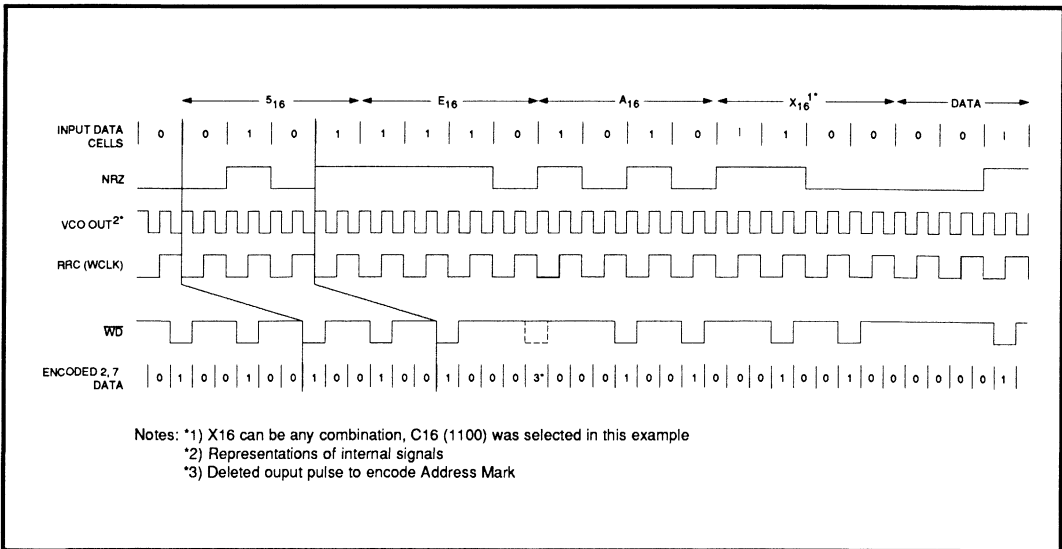 5₁₆ E₁₆ A₁₆ X₁₆¹* DATA
INPUT DATA CELLS | 0 | 0 | 1 | 0 | 1 | 1 | 1 | 1 | 0 | 1 | 0 | 1 | 0 | 1 | 1 | 0 | 0 | 0 | 0 | 1 |
NRZ
VCO OUT²*
RRC (WCLK)
WD
ENCODED 2, 7 DATA | 0 | 1 | 0 | 0 | 1 | 0 | 0 | 1 | 0 | 0 | 1 | 0 | 0 | 1 | 0 | 0 | 0 | 3* | 0 | 0 | 0 | 1 | 0 | 0 | 1 | 0 | 0 | 0 | 1 | 0 | 0 | 1 | 0 | 0 | 0 | 0 | 0 | 0 | 1 |
Notes: *1) X16 can be any combination, C16 (1100) was selected in this example
*2) Representations of internal signals
*3) Deleted ouput pulse to encode Address Mark